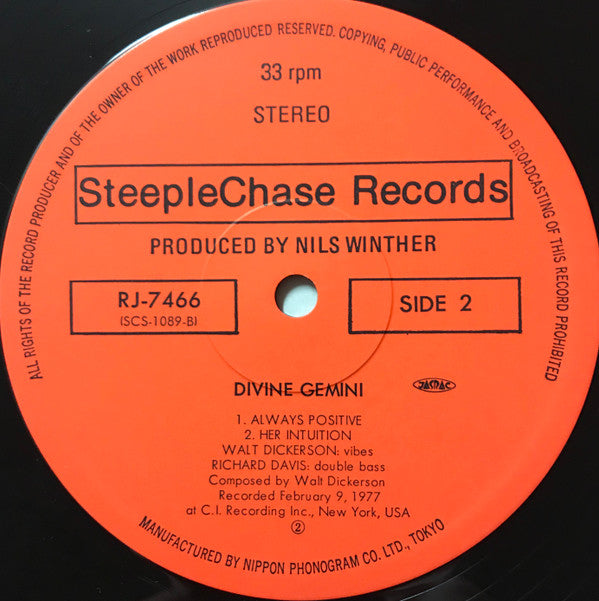 ALL RIGHTS OF THE RECORD PRODUCER AND OF THE OWNER OF THE WORK REPRODUCED RESERVED. COPYING, PUBLIC PERFORMANCE AND BROADCASTING OF THIS RECORD PROHIBITED
33 rpm
STEREO
SteepleChase Records
PRODUCED BY NILS WINTHER
RJ-7466
(SCS-1089-B)
SIDE 2
DIVINE GEMINI
JASRAC
1. ALWAYS POSITIVE
2. HER INTUITION
WALT DICKERSON: vibes
RICHARD DAVIS: double bass
Composed by Walt Dickerson
Recorded February 9, 1977
at C.I. Recording Inc., New York, USA
②
MANUFACTURED BY NIPPON PHONOGRAM CO. LTD., TOKYO